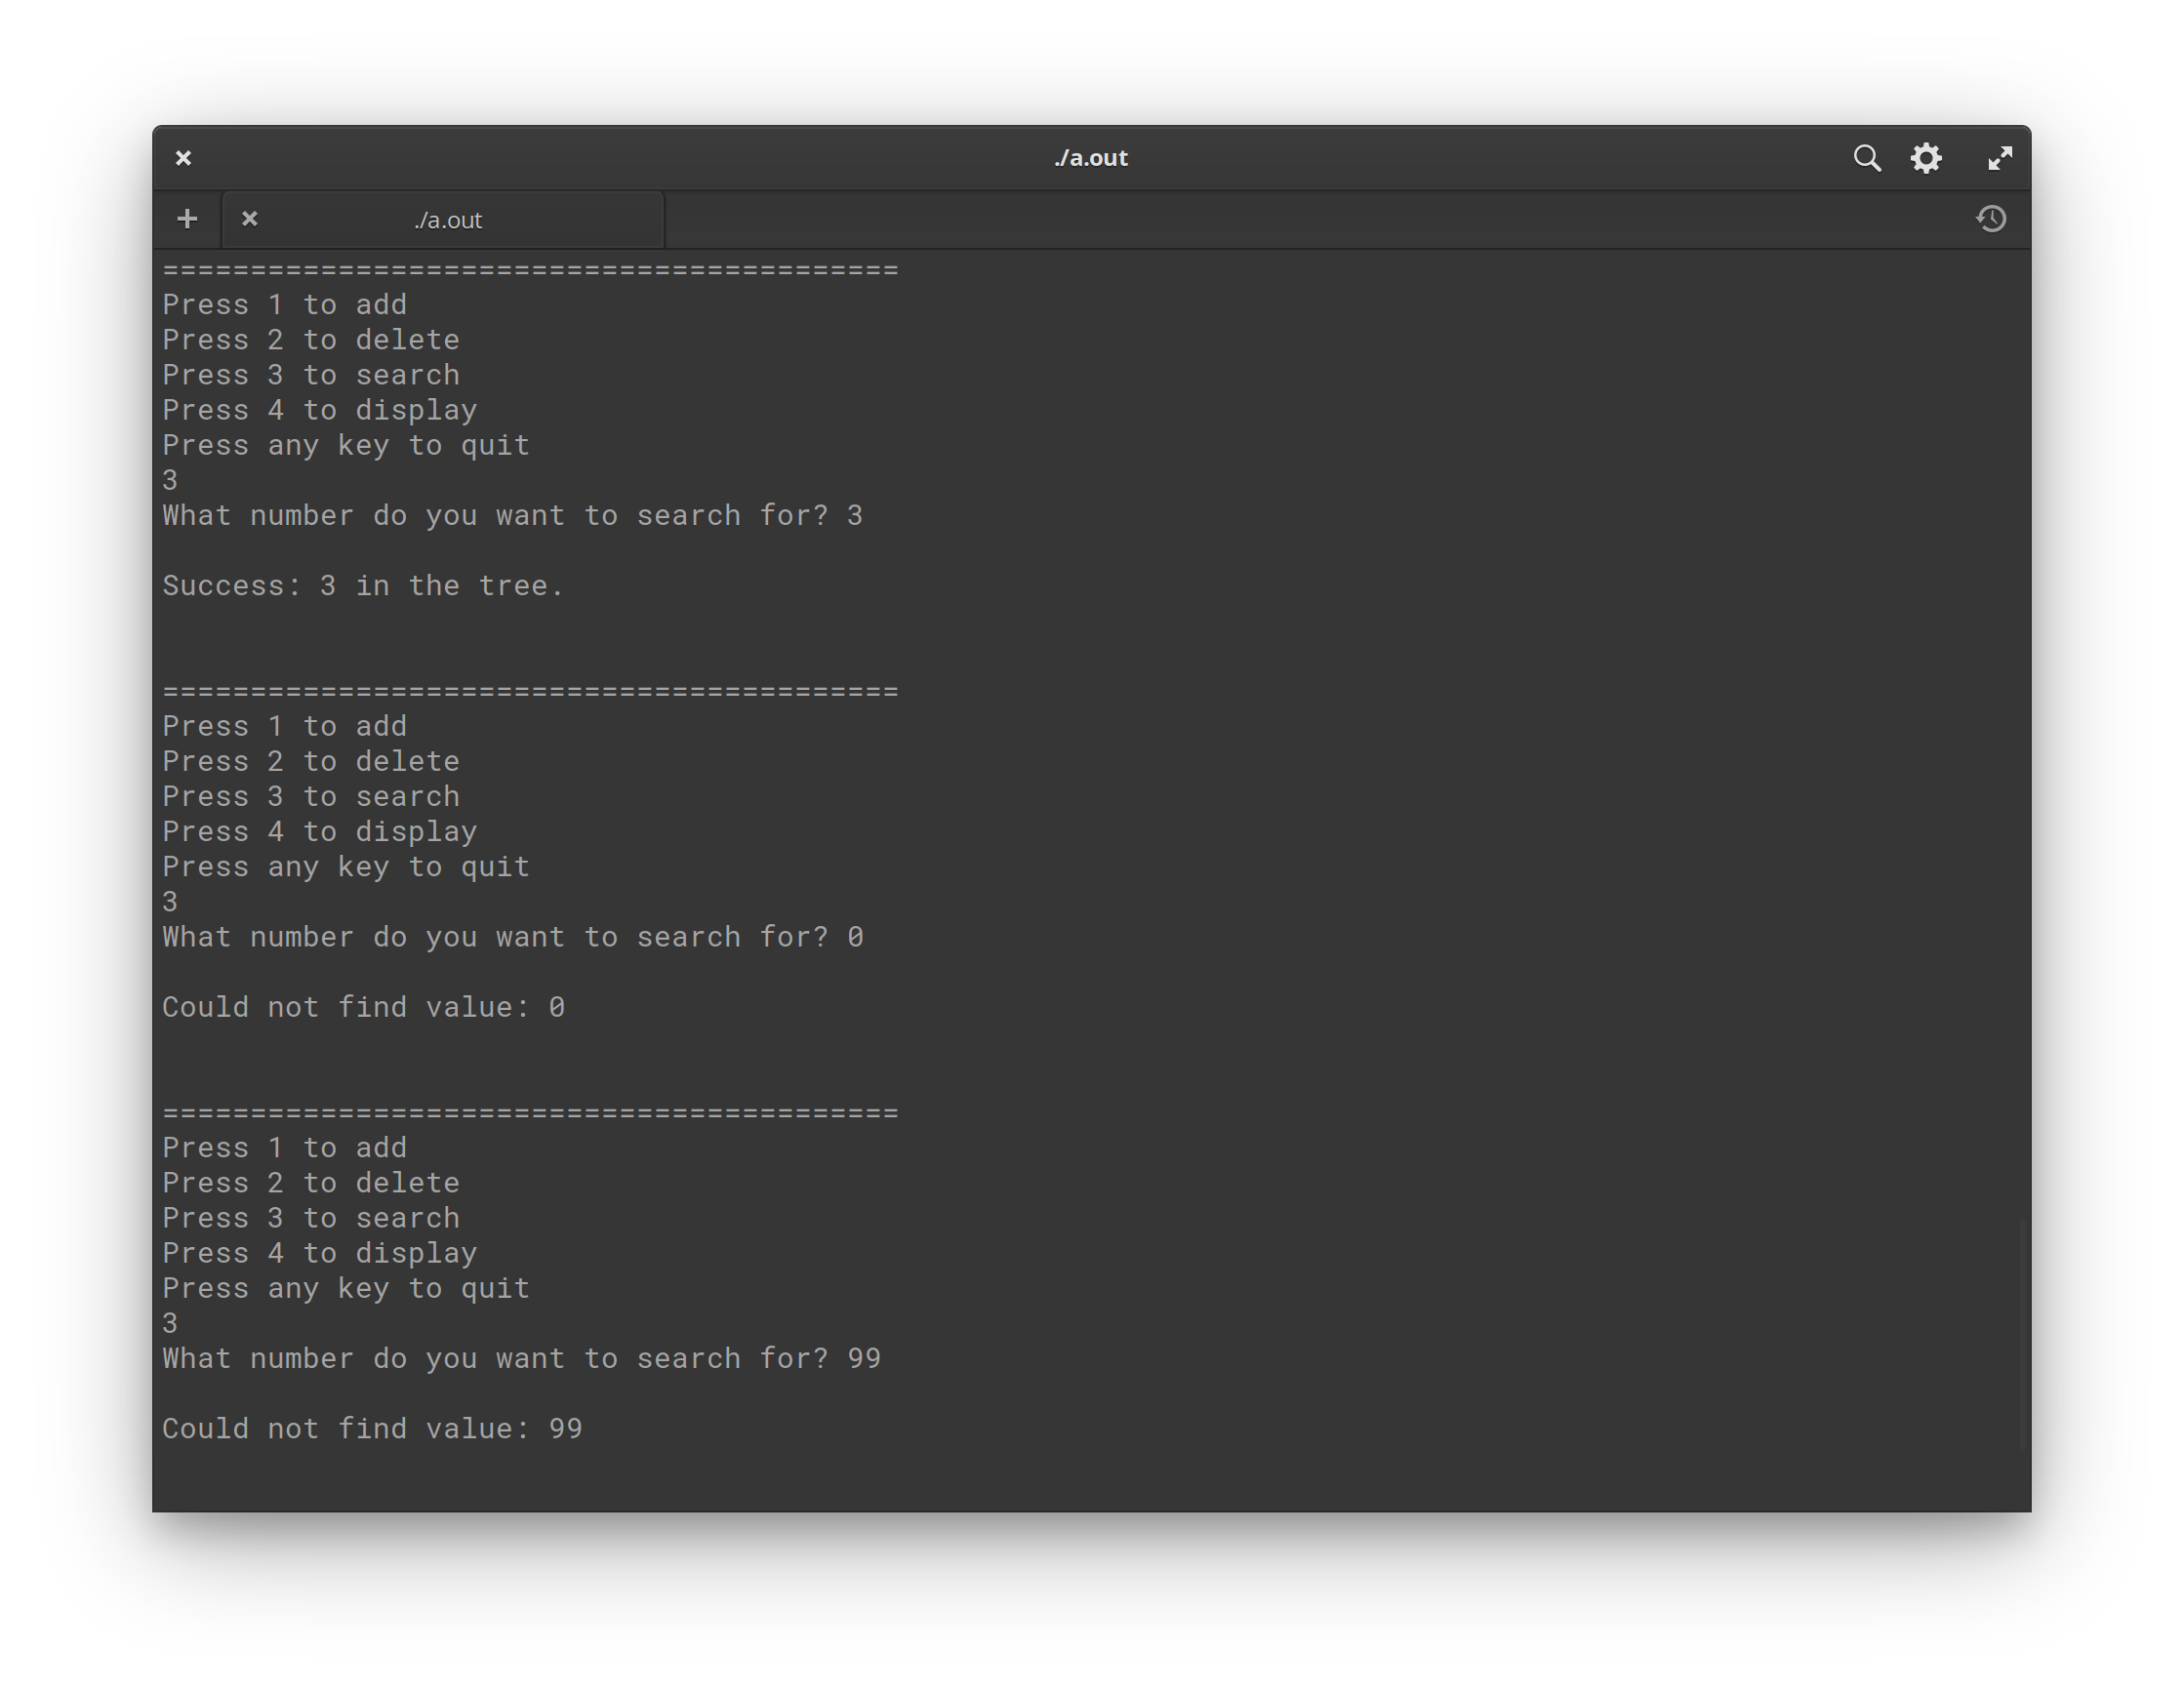 ./a.out
./a.out
==========================================
Press 1 to add
Press 2 to delete
Press 3 to search
Press 4 to display
Press any key to quit
3
What number do you want to search for? 3
Success: 3 in the tree.
==========================================
Press 1 to add
Press 2 to delete
Press 3 to search
Press 4 to display
Press any key to quit
3
What number do you want to search for? 0
Could not find value: 0
==========================================
Press 1 to add
Press 2 to delete
Press 3 to search
Press 4 to display
Press any key to quit
3
What number do you want to search for? 99
Could not find value: 99